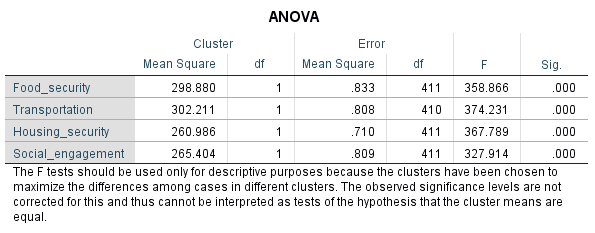 ANOVA
Cluster Error
Mean Square df Mean Square df F Sig.
Food_security 298.880 1 .833 411 358.866 .000
Transportation 302.211 1 .808 410 374.231 .000
Housing_security 260.986 1 .710 411 367.789 .000
Social_engagement 265.404 1 .809 411 327.914 .000
The F tests should be used only for descriptive purposes because the clusters have been chosen to
maximize the differences among cases in different clusters. The observed significance levels are not
corrected for this and thus cannot be interpreted as tests of the hypothesis that the cluster means are
equal.